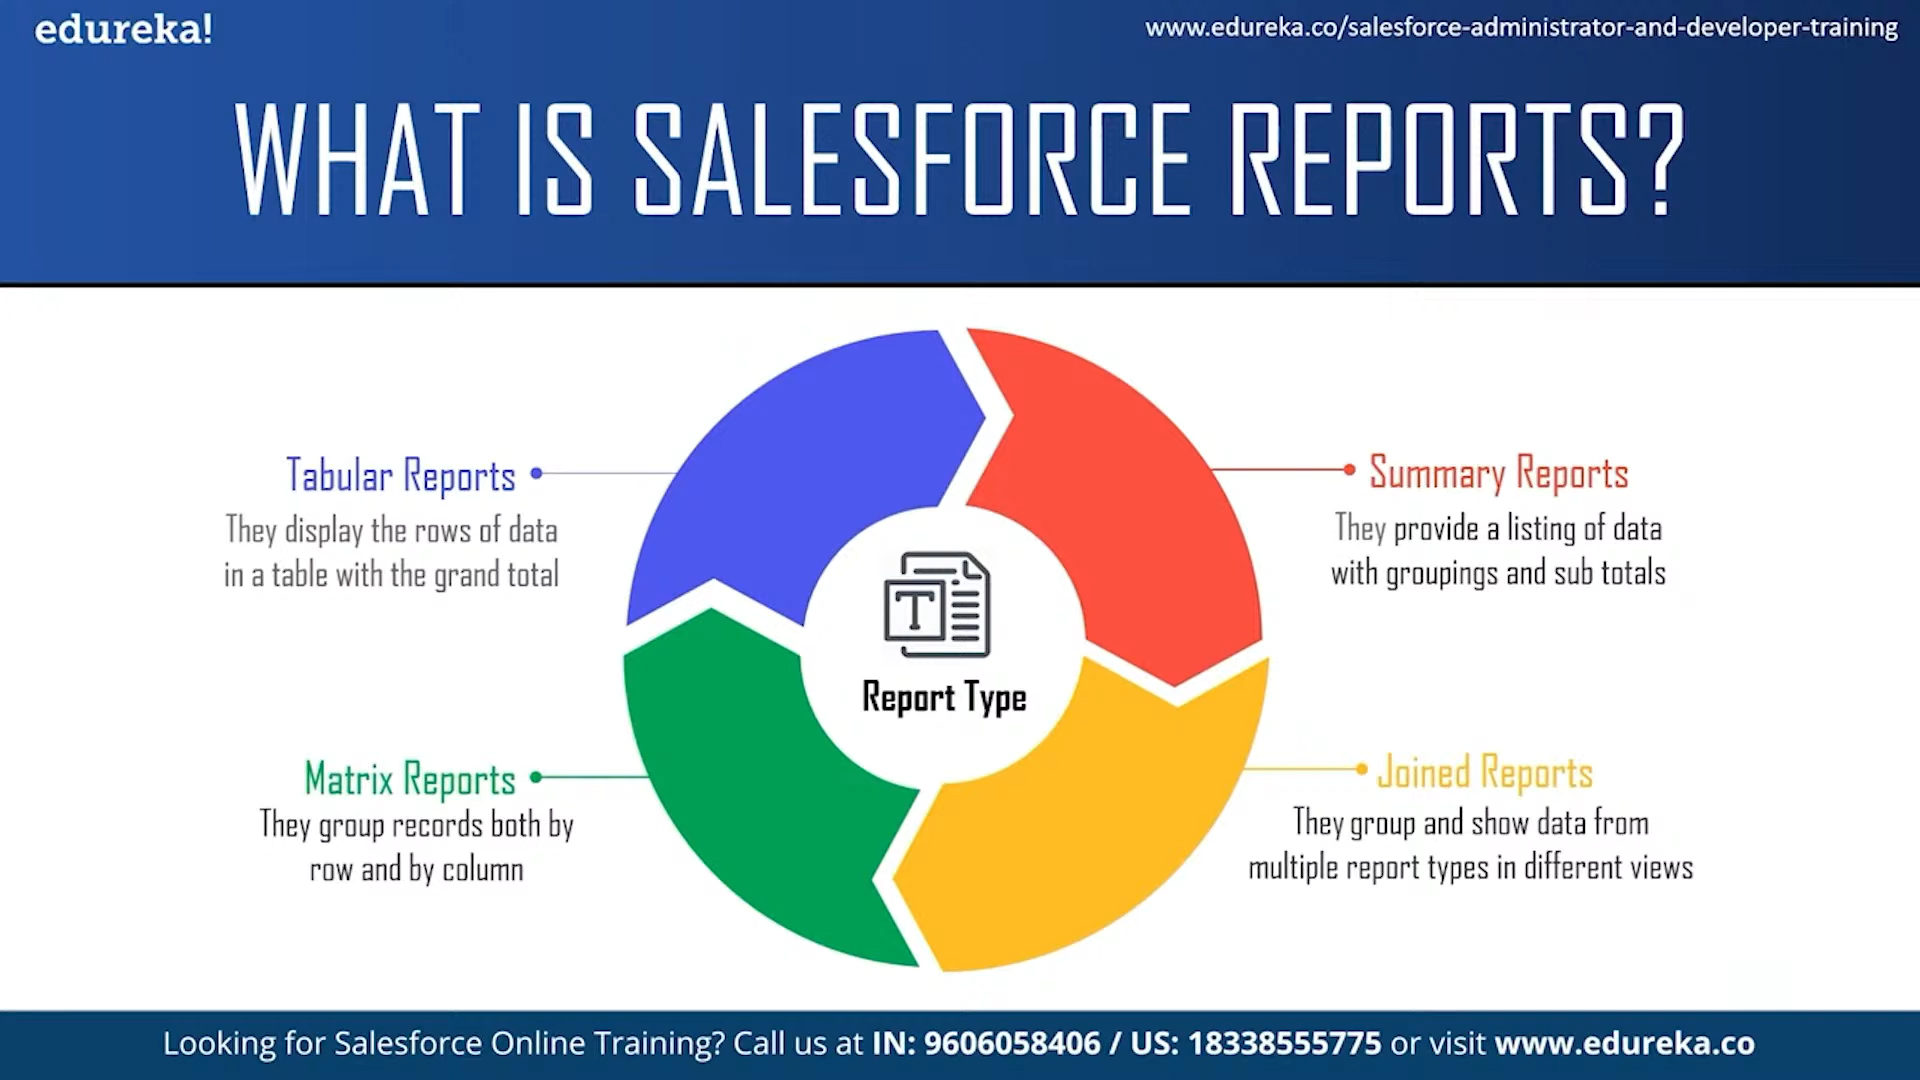 edureka!
www.edureka.co/salesforce-administrator-and-developer-training
WHAT IS SALESFORCE REPORTS?
Tabular Reports
They display the rows of data
in a table with the grand total
Summary Reports
They provide a listing of data
with groupings and sub totals
T
Report Type
Matrix Reports
They group records both by
row and by column
Joined Reports
They group and show data from
multiple report types in different views
Looking for Salesforce Online Training? Call us at IN: 9606058406 / US: 18338555775 or visit www.edureka.co